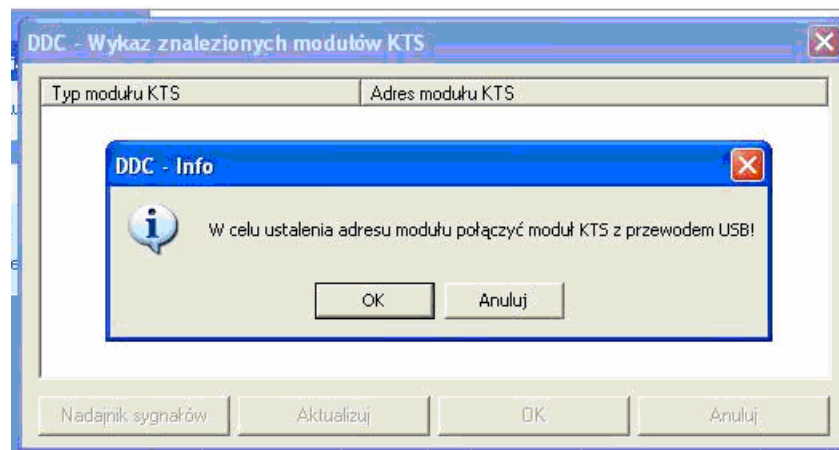 DDC - Wykaz znalezionych modułów KTS
Typ modułu KTS
Adres modułu KTS
DDC - Info
W celu ustalenia adresu modułu połączyć moduł KTS z przewodem USB!
OK
Anuluj
Nadajnik sygnałów
Aktualizuj
OK
Anuluj